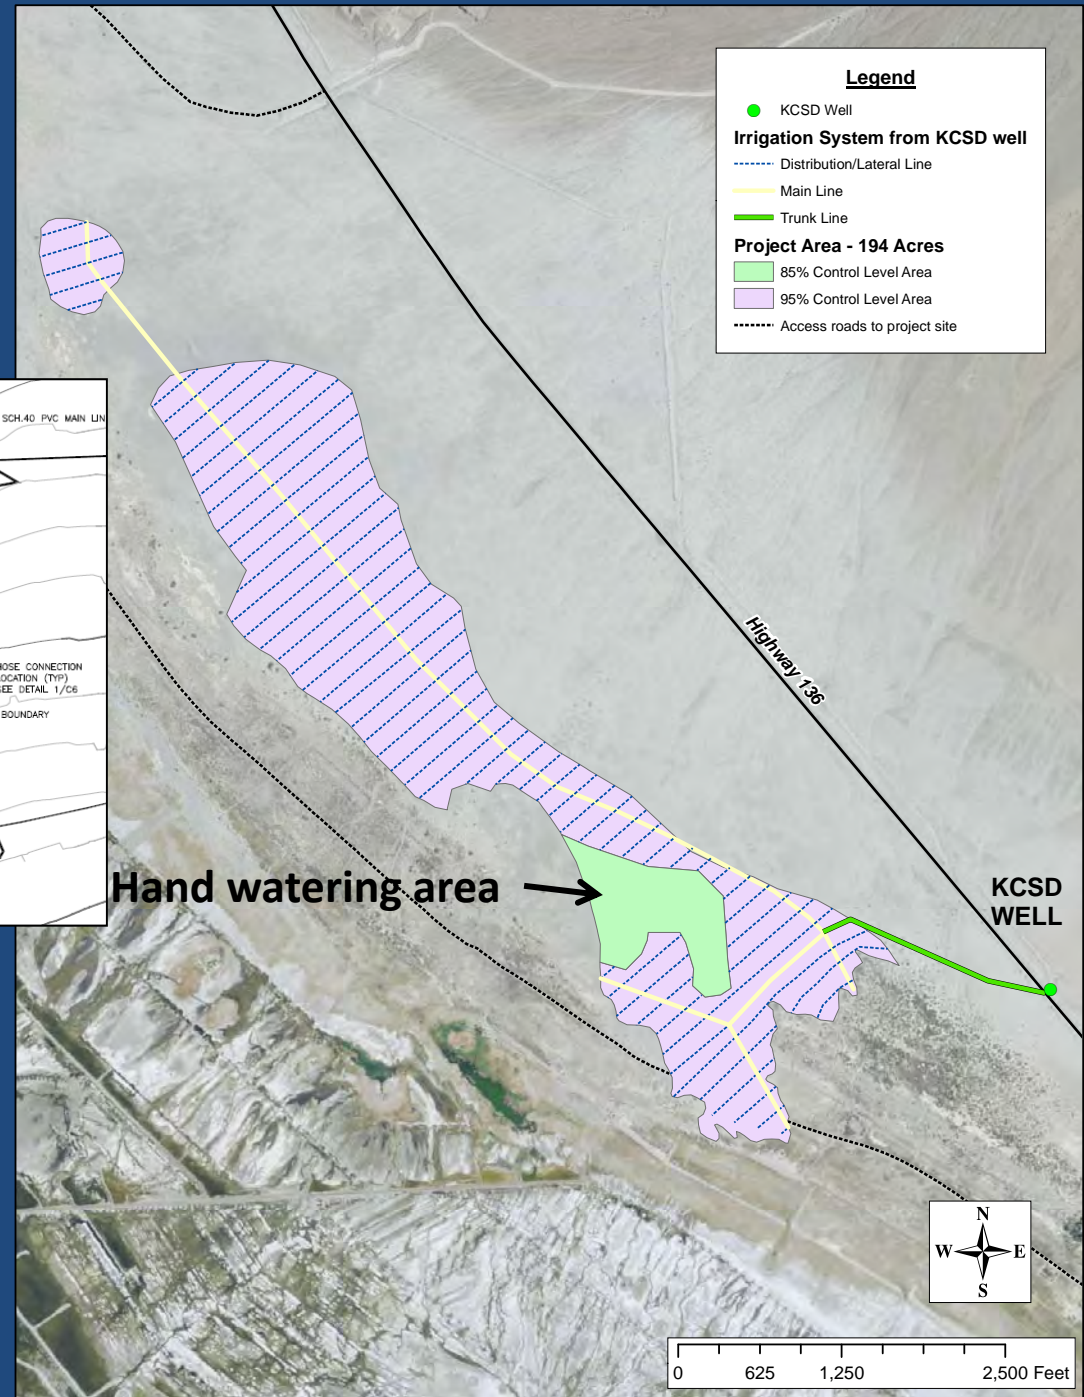 Legend
KCSD Well
Irrigation System from KCSD well
Distribution/Lateral Line
Main Line
Trunk Line
Project Area - 194 Acres
85% Control Level Area
95% Control Level Area
Access roads to project site
SCH.40 PVC MAIN LIN
HOSE CONNECTION
LOCATION (TYP)
SEE DETAIL 1/C6
BOUNDARY
Highway 136
Hand watering area
KCSD
WELL
N
W E
S
0 625 1,250 2,500 Feet